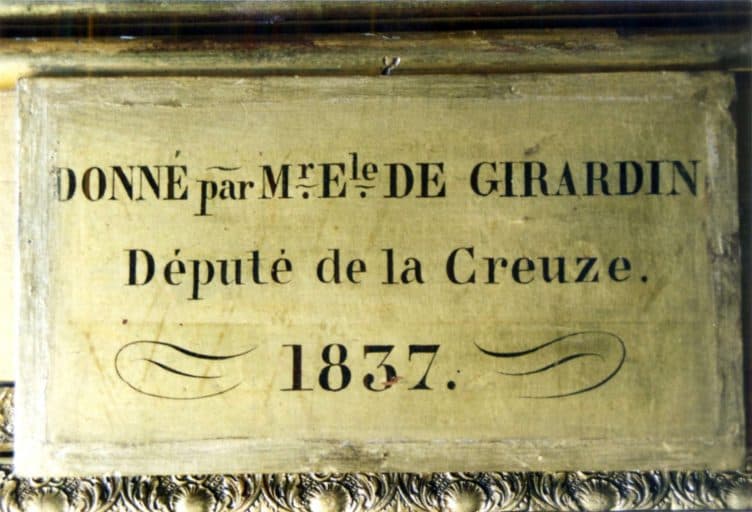 DONNÉ par Mr. Ele. DE GIRARDIN
Député de la Creuze.
1837.